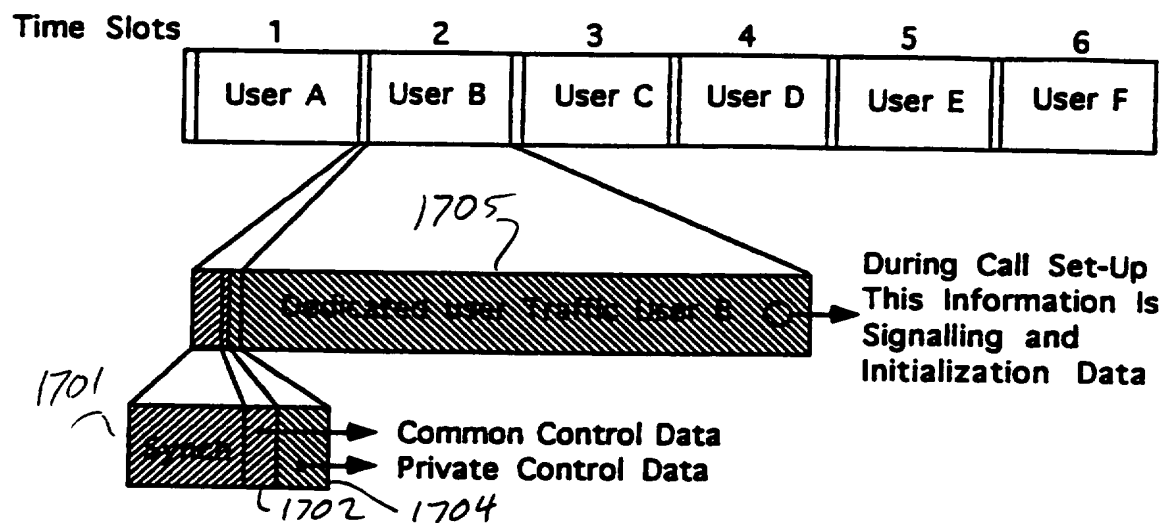 Time Slots 1 2 3 4 5 6
User A User B User C User D User E User F
1705
Dedicated user Traffic User B
During Call Set-Up
This Information Is
Signalling and
Initialization Data
1701
Synch
Common Control Data
Private Control Data
1702 1704